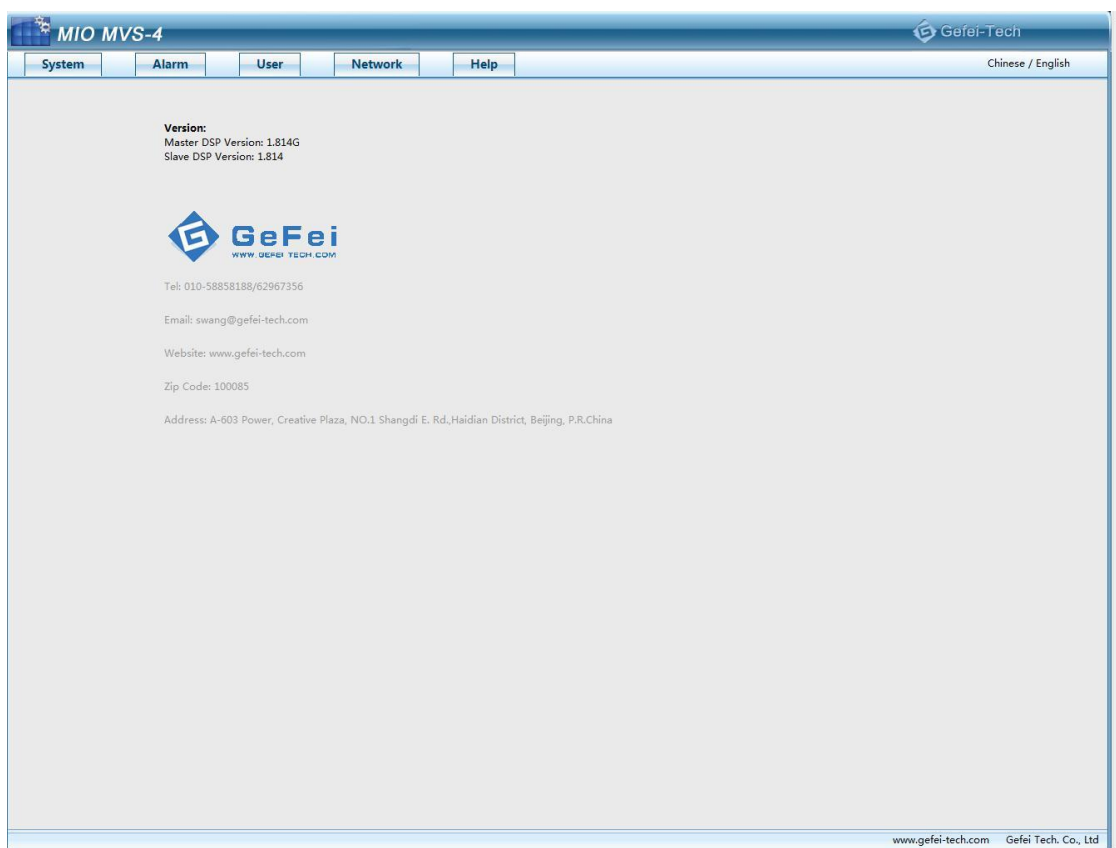 MIO MVS-4
Gefei-Tech
System Alarm User Network Help Chinese / English
Version:
Master DSP Version: 1.814G
Slave DSP Version: 1.814
GeFei
WWW.GEFEI TECH.COM
Tel: 010-58858188/62967356
Email: swang@gefei-tech.com
Website: www.gefei-tech.com
Zip Code: 100085
Address: A-603 Power, Creative Plaza, NO.1 Shangdi E. Rd.,Haidian District, Beijing, P.R.China
www.gefei-tech.com Gefei Tech. Co., Ltd